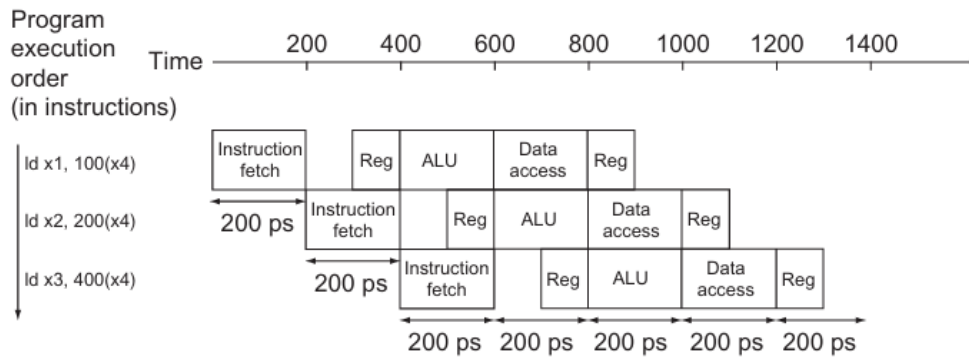 Program
execution
order
(in instructions)
Time
200 400 600 800 1000 1200 1400
ld x1, 100(x4)
Instruction
fetch
Reg
ALU
Data
access
Reg
200 ps
ld x2, 200(x4)
Instruction
fetch
Reg
ALU
Data
access
Reg
200 ps
ld x3, 400(x4)
Instruction
fetch
Reg
ALU
Data
access
Reg
200 ps 200 ps 200 ps 200 ps 200 ps